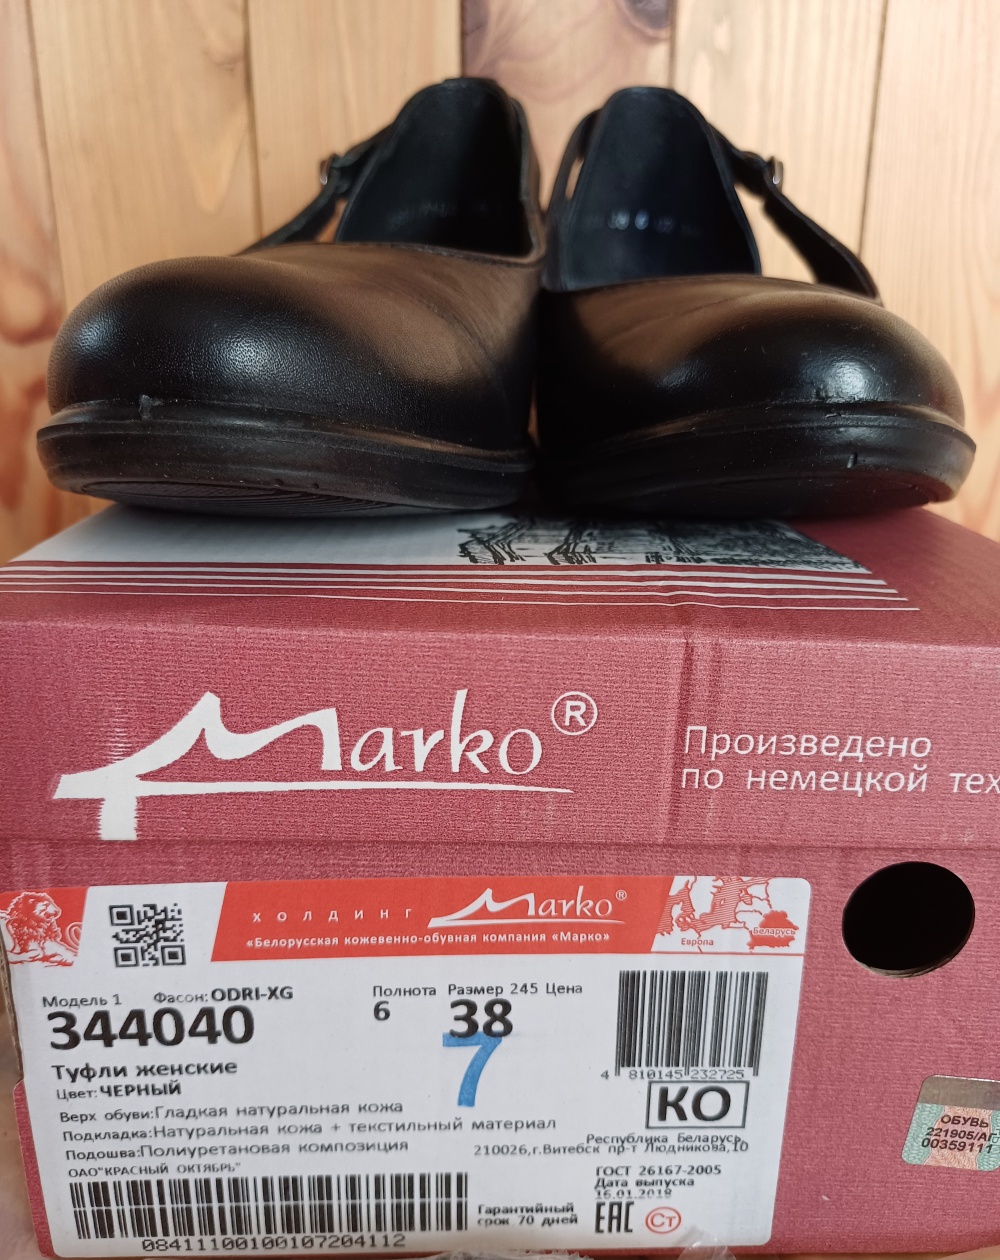 Marko®
Произведено
по немецкой тех
ХОЛДИНГ Marko®
«Белорусская кожевенно-обувная компания «Марко»
Европа
Беларусь
Модель 1 Фасон: ODRI-XG
344040
Полнота Размер 245 Цена
6 38
7
Туфли женские
Цвет: ЧЕРНЫЙ
Верх обуви: Гладкая натуральная кожа
Подкладка: Натуральная кожа + текстильный материал
Подошва: Полиуретановая композиция
ОАО"КРАСНЫЙ ОКТЯБРЬ"
4 810145 232725
КО
Республика Беларусь,
210026, г.Витебск пр-т Людникова,10
ГОСТ 26167-2005
Дата выпуска
16.01.2018
Гарантийный
срок 70 дней
EAC Ст
08411100100107204112
ОБУВЬ
221905/АГ
00359111